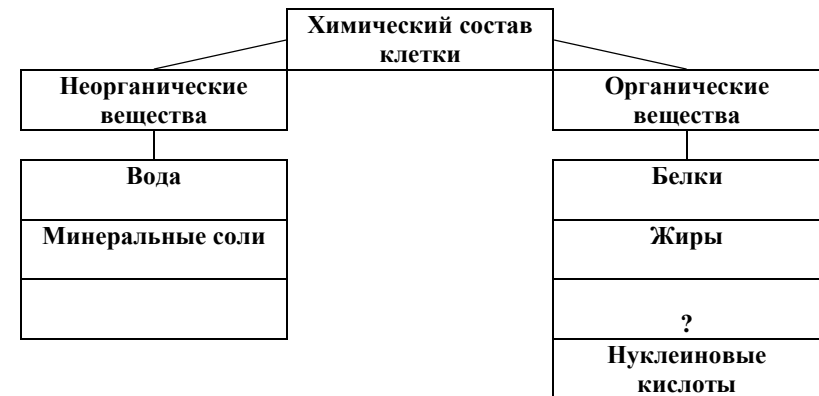 Химический состав
клетки
Неорганические
вещества
Органические
вещества
Вода
Белки
Минеральные соли
Жиры
?
Нуклеиновые
кислоты